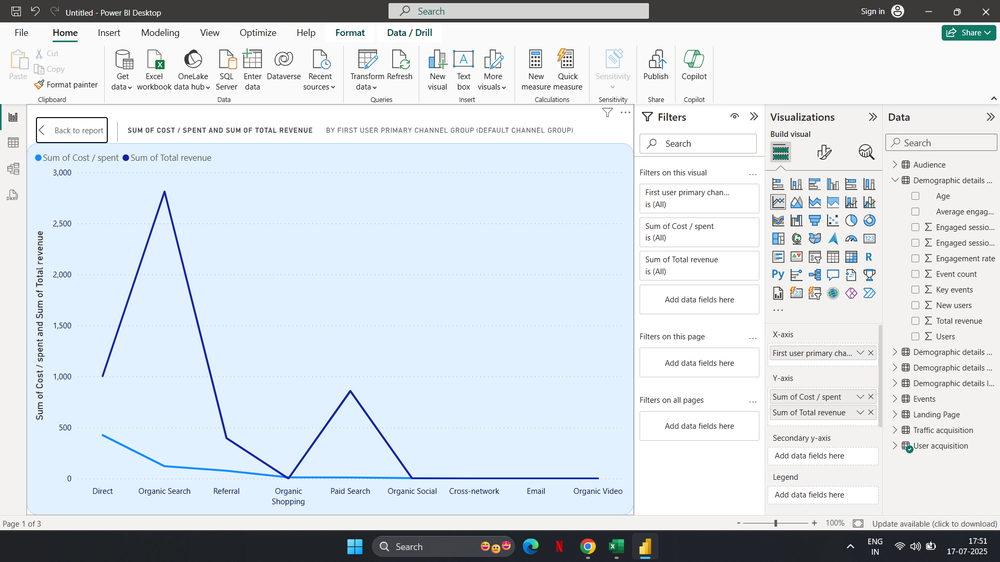 Untitled - Power BI Desktop
Search
Sign in
File
Home
Insert
Modeling
View
Optimize
Help
Format
Data / Drill
Share
Paste
Cut
Copy
Format painter
Clipboard
Get
data
Excel
workbook
OneLake
data hub
SQL
Server
Enter
data
Dataverse
Recent
sources
Data
Transform
data
Refresh
Queries
New
visual
Text
box
More
visuals
Insert
New
measure
Quick
measure
Calculations
Sensitivity
Sensitivity
Publish
Share
Copilot
Copilot
DAX
Back to report
SUM OF COST / SPENT AND SUM OF TOTAL REVENUE
BY FIRST USER PRIMARY CHANNEL GROUP (DEFAULT CHANNEL GROUP)
Sum of Cost / spent
Sum of Total revenue
Sum of Cost / spent and Sum of Total revenue
3,000
2,500
2,000
1,500
1,000
500
0
Direct
Organic Search
Referral
Organic
Shopping
Paid Search
Organic Social
Cross-network
Email
Organic Video
Filters
Search
Filters on this visual
...
First user primary chan...
is (All)
Sum of Cost / spent
is (All)
Sum of Total revenue
is (All)
Add data fields here
Filters on this page
...
Add data fields here
Filters on all pages
...
Add data fields here
Visualizations
Build visual
123
R
Py
123
...
X-axis
First user primary cha...
Y-axis
Sum of Cost / spent
Sum of Total revenue
Secondary y-axis
Add data fields here
Legend
Add data fields here
Data
Search
Audience
Demographic details ...
Age
Average engag...
Engaged sessio...
Engaged sessio...
Engagement rate
Event count
Key events
New users
Total revenue
Users
Demographic details ...
Demographic details ...
Demographic details l...
Events
Landing Page
Traffic acquisition
User acquisition
Page 1 of 3
- + 100%
Update available (click to download)
Search
N
ENG
IN
17:51
17-07-2025